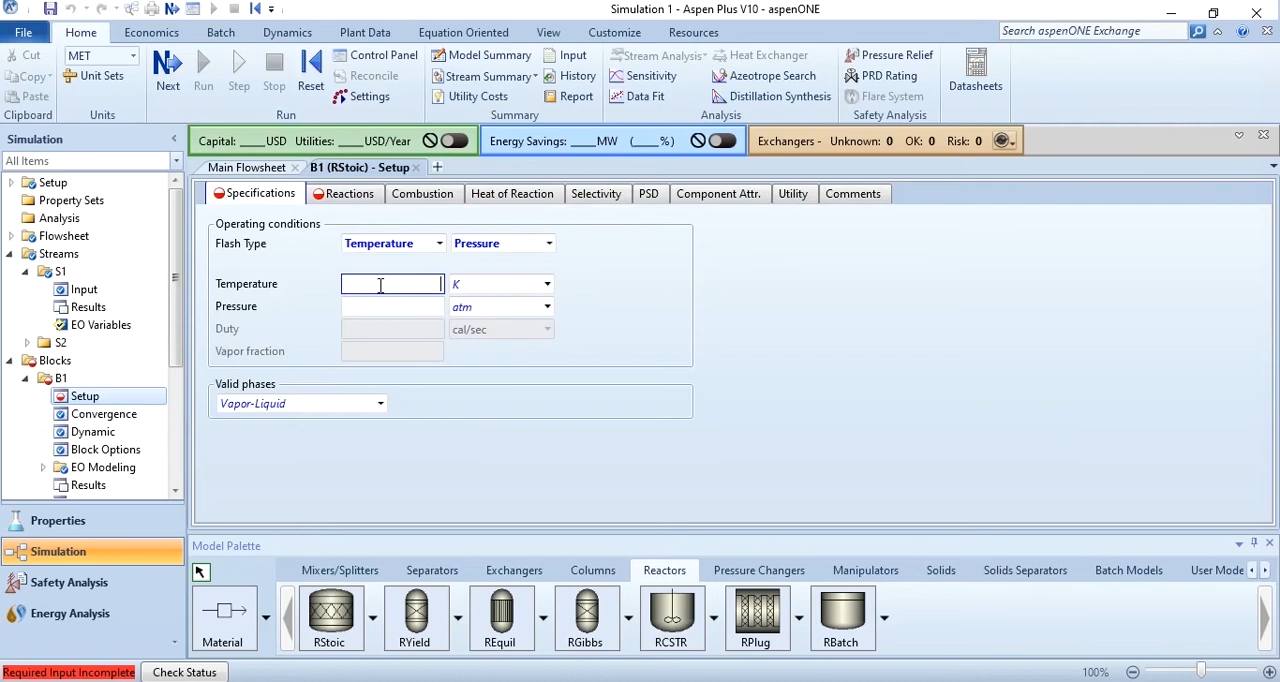 Simulation 1 - Aspen Plus V10 - aspenONE
File Home Economics Batch Dynamics Plant Data Equation Oriented View Customize Resources Search aspenONE Exchange
Cut MET Control Panel Model Summary Input Stream Analysis Heat Exchanger Pressure Relief
Copy Unit Sets Next Run Step Stop Reset Reconcile Stream Summary History Sensitivity Azeotrope Search PRD Rating Datasheets
Paste Settings Utility Costs Report Data Fit Distillation Synthesis Flare System
Clipboard Units Run Summary Analysis Safety Analysis
Simulation Capital: ____ USD Utilities: ____ USD/Year Energy Savings: ____ MW (____ %) Exchangers - Unknown: 0 OK: 0 Risk: 0
All Items Main Flowsheet B1 (RStoic) - Setup
Setup Specifications Reactions Combustion Heat of Reaction Selectivity PSD Component Attr. Utility Comments
Property Sets
Analysis Operating conditions
Flowsheet Flash Type Temperature Pressure
Streams
S1
Input Temperature K
Results Pressure atm
EO Variables Duty cal/sec
S2 Vapor fraction
Blocks
B1 Valid phases
Setup Vapor-Liquid
Convergence
Dynamic
Block Options
EO Modeling
Results
Properties
Simulation Model Palette
Safety Analysis Mixers/Splitters Separators Exchangers Columns Reactors Pressure Changers Manipulators Solids Solids Separators Batch Models User Mode
Energy Analysis
Material RStoic RYield REquil RGibbs RCSTR RPlug RBatch
Required Input Incomplete Check Status 100%